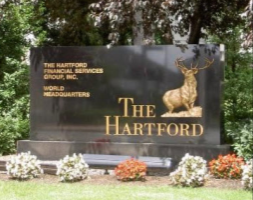 THE HARTFORD
FINANCIAL SERVICES
GROUP, INC.
WORLD
HEADQUARTERS
THE
HARTFORD